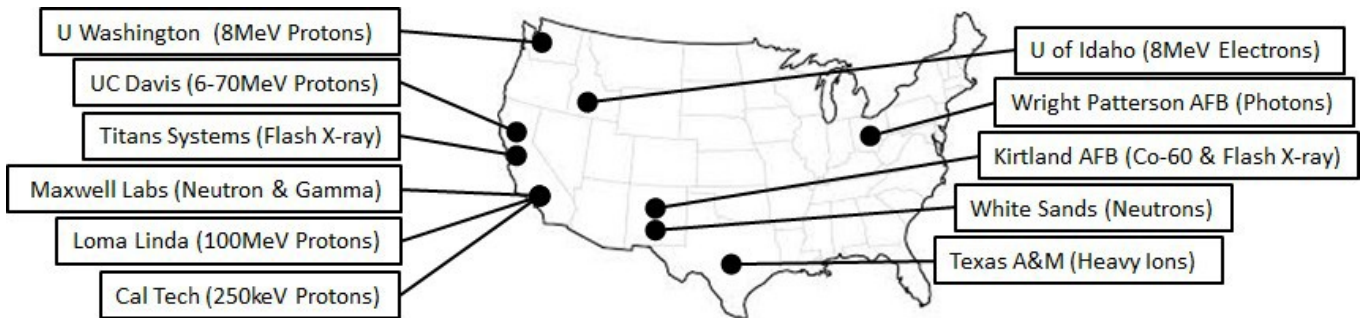 U Washington (8MeV Protons)
UC Davis (6-70MeV Protons)
Titans Systems (Flash X-ray)
Maxwell Labs (Neutron & Gamma)
Loma Linda (100MeV Protons)
Cal Tech (250keV Protons)
U of Idaho (8MeV Electrons)
Wright Patterson AFB (Photons)
Kirtland AFB (Co-60 & Flash X-ray)
White Sands (Neutrons)
Texas A&M (Heavy Ions)